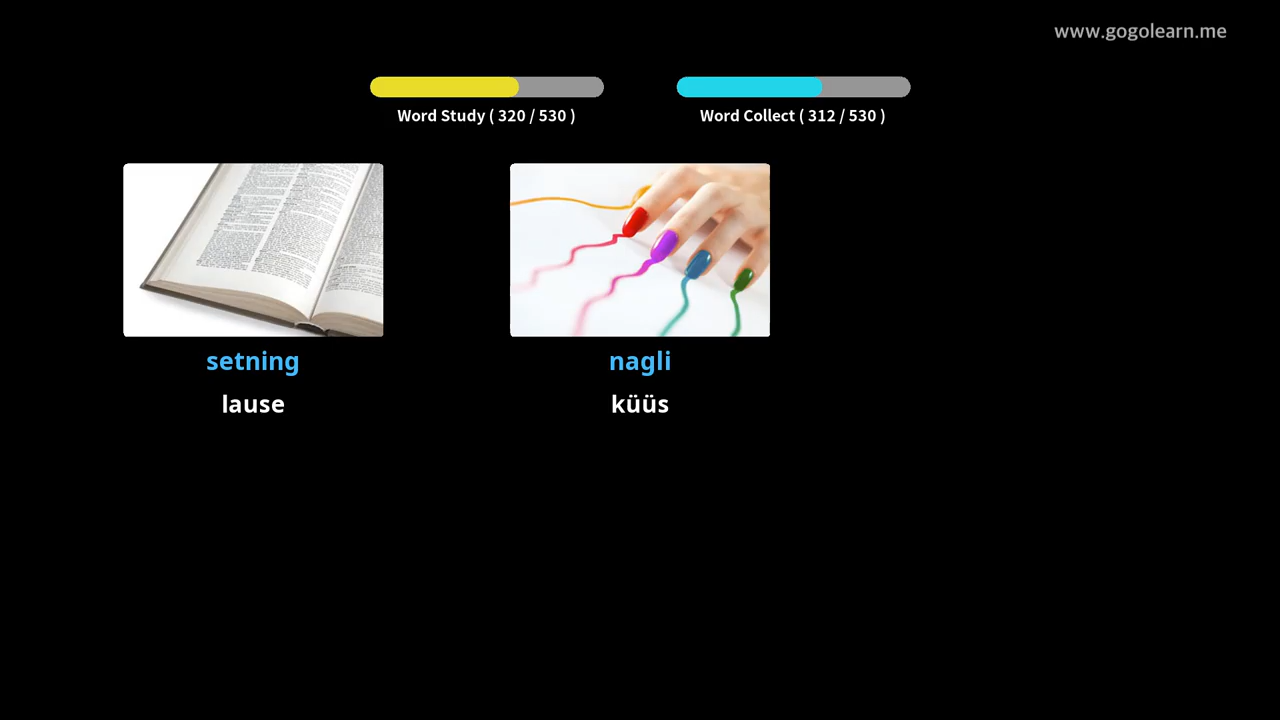 www.gogolearn.me
Word Study ( 320 / 530 )
Word Collect ( 312 / 530 )
setning
nagli
lause
küüs